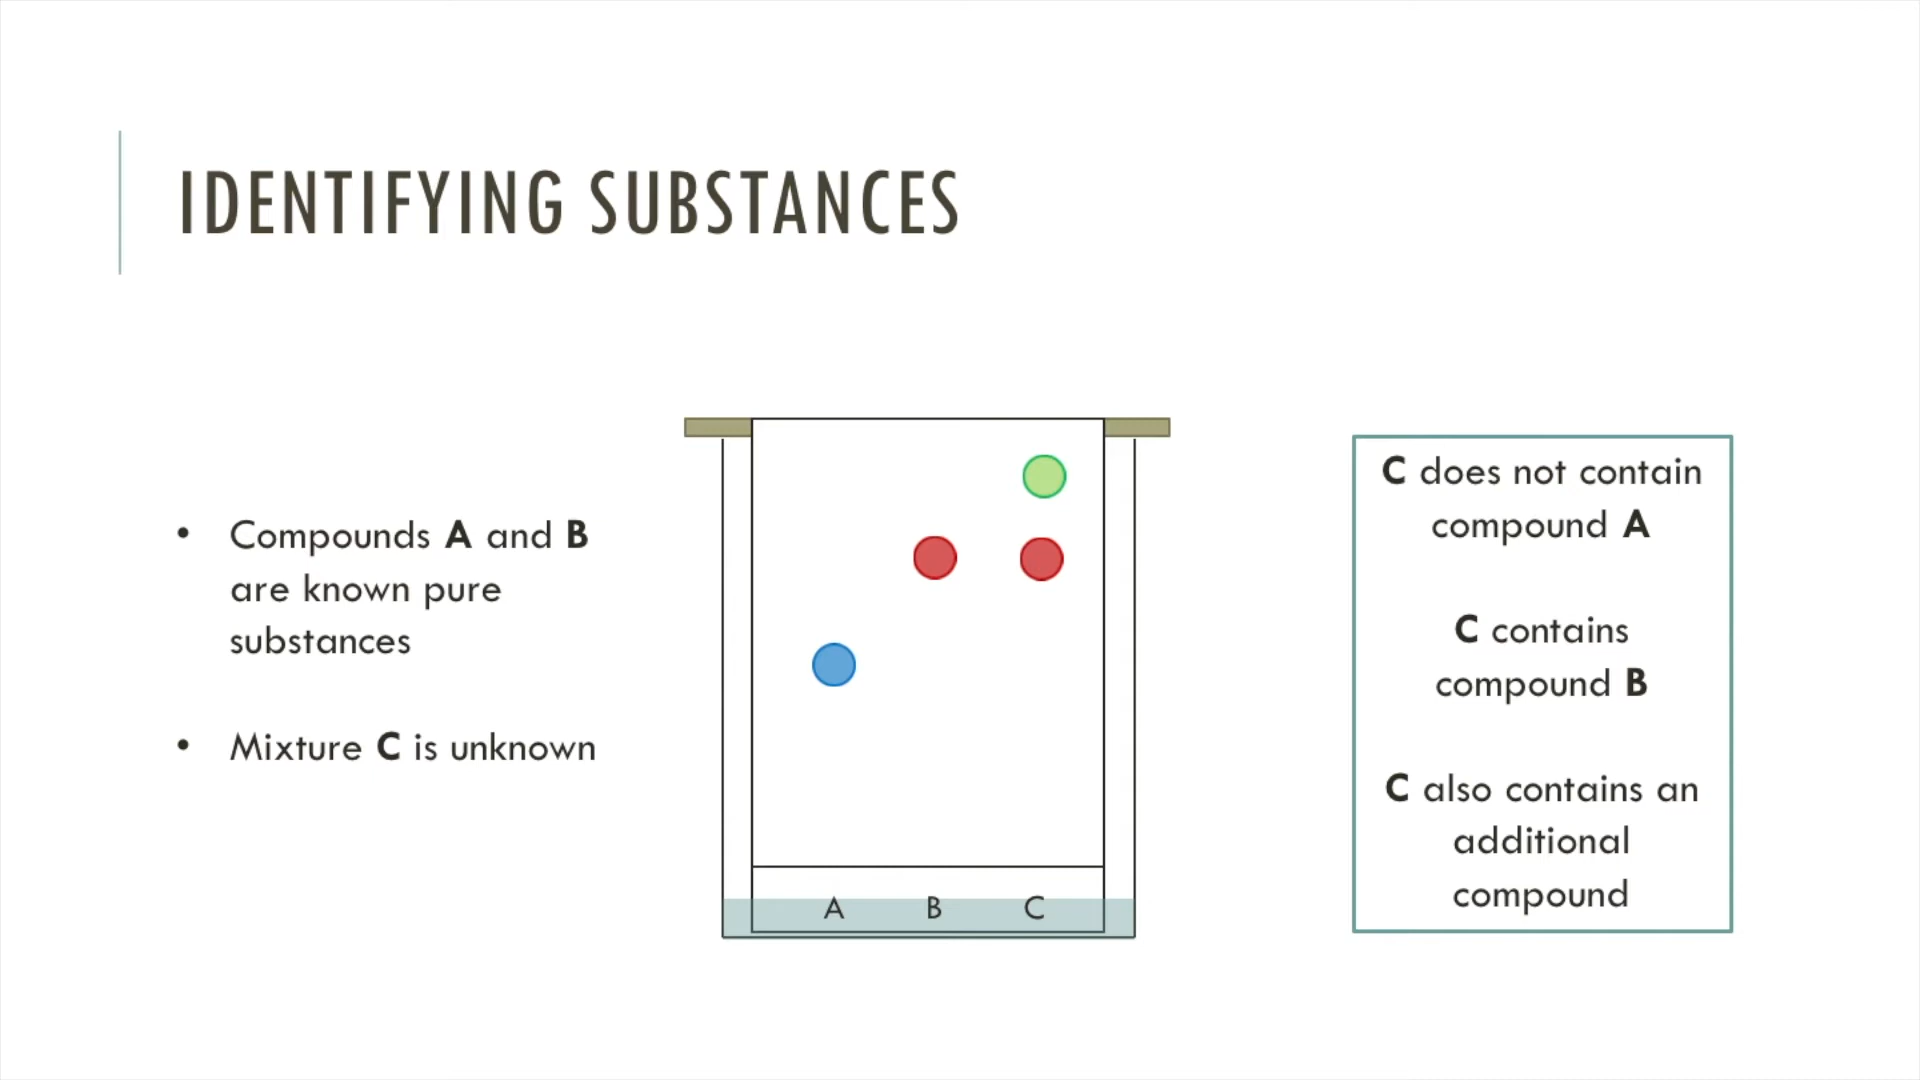 IDENTIFYING SUBSTANCES
• Compounds A and B
are known pure
substances
• Mixture C is unknown
A B C
C does not contain
compound A
C contains
compound B
C also contains an
additional
compound